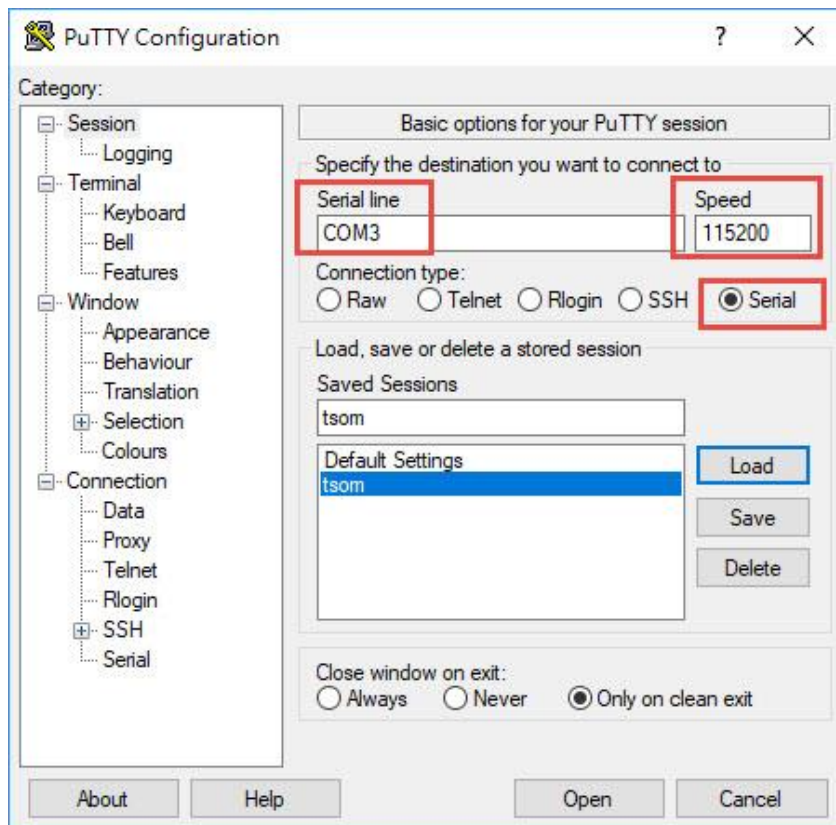 PuTTY Configuration
?
Category:
Session
Logging
Terminal
Keyboard
Bell
Features
Window
Appearance
Behaviour
Translation
Selection
Colours
Connection
Data
Proxy
Telnet
Rlogin
SSH
Serial
Basic options for your PuTTY session
Specify the destination you want to connect to
Serial line Speed
COM3 115200
Connection type:
Raw Telnet Rlogin SSH Serial
Load, save or delete a stored session
Saved Sessions
tsom
Default Settings
tsom
Load
Save
Delete
Close window on exit:
Always Never Only on clean exit
About Help Open Cancel